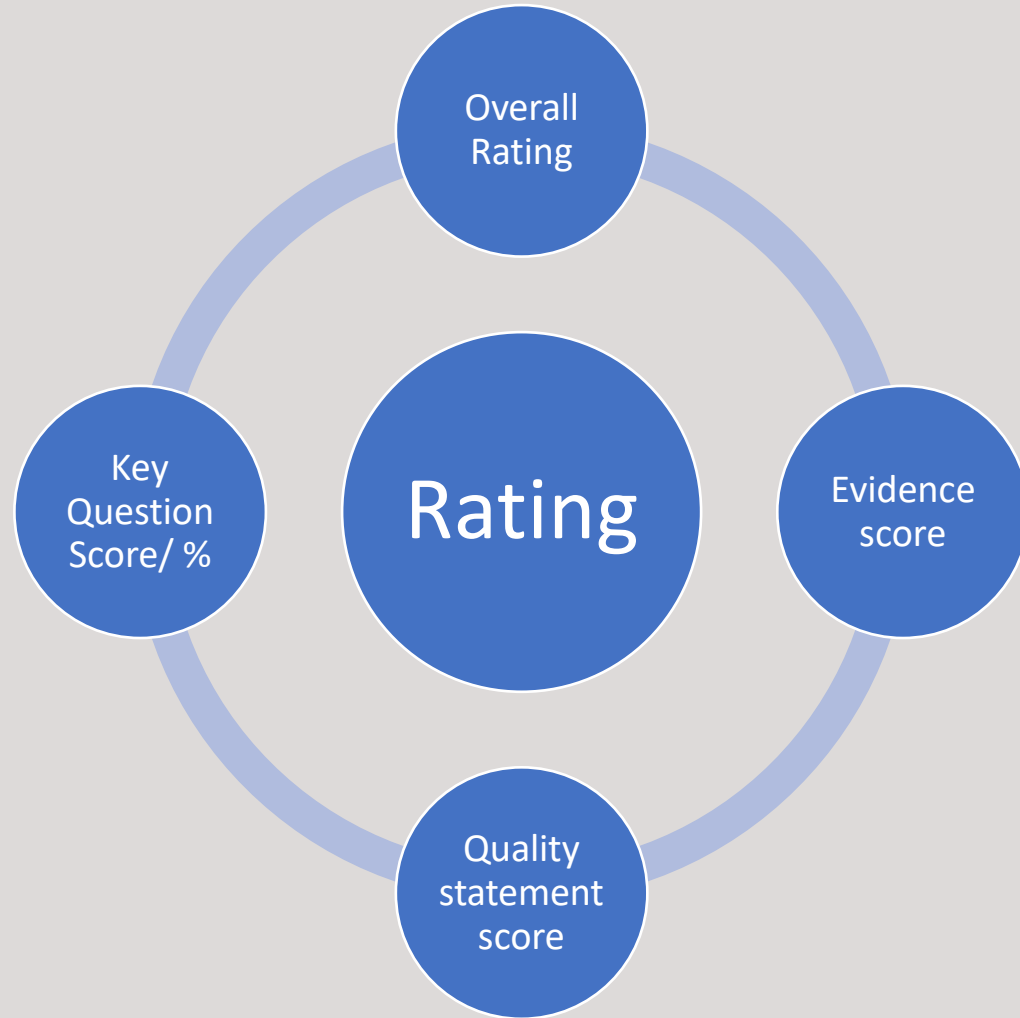 Overall
Rating
Rating
Key
Question
Score/ %
Evidence
score
Quality
statement
score